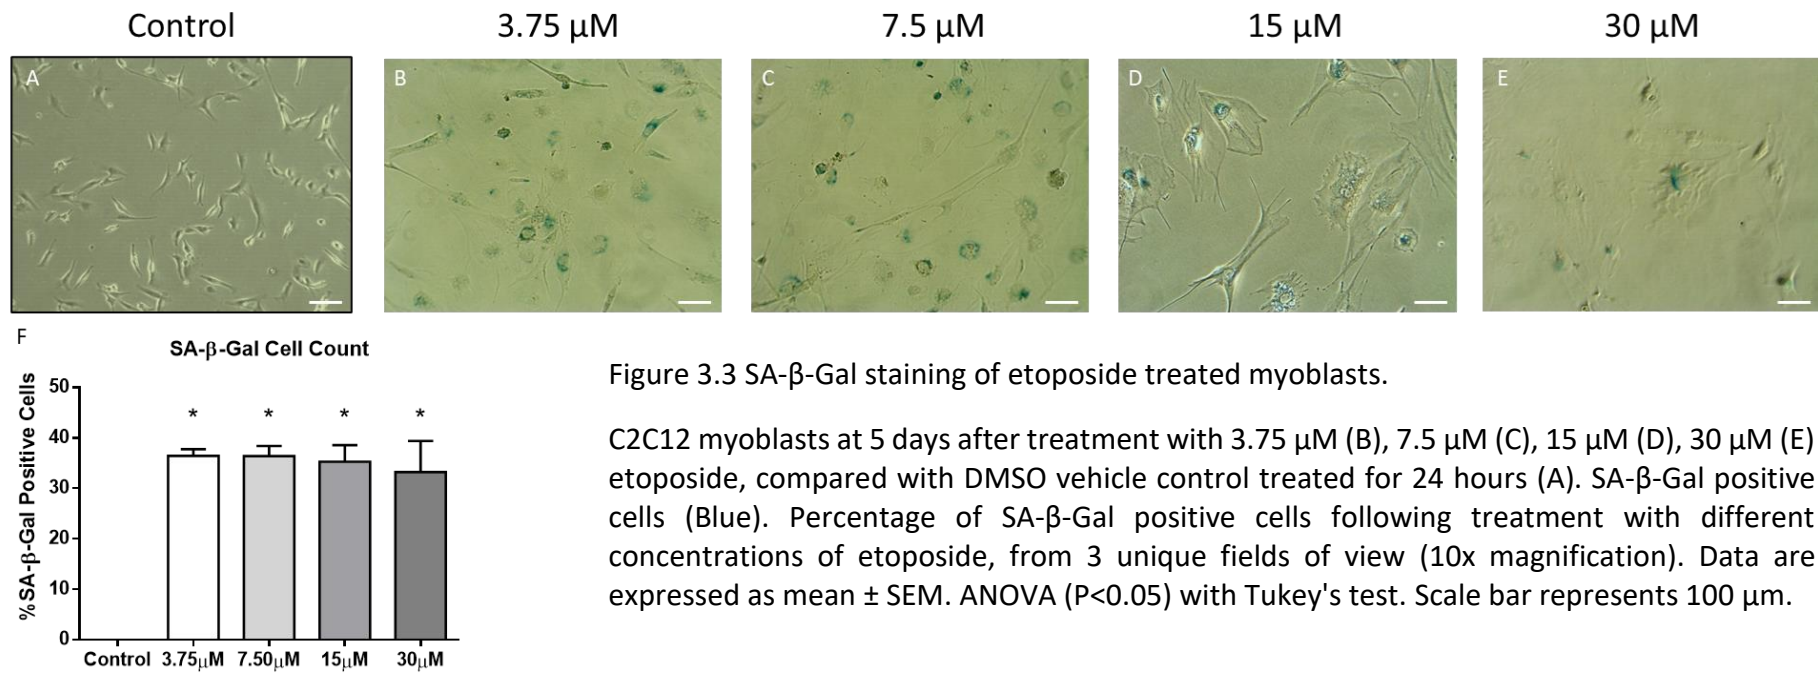 Control 3.75 µM 7.5 µM 15 µM 30 µM
A B C D E
F
SA-β-Gal Cell Count
%SA-β-Gal Positive Cells
50
40
30
20
10
0
* * * *
Control 3.75µM 7.50µM 15µM 30µM
Figure 3.3 SA-β-Gal staining of etoposide treated myoblasts.
C2C12 myoblasts at 5 days after treatment with 3.75 µM (B), 7.5 µM (C), 15 µM (D), 30 µM (E)
etoposide, compared with DMSO vehicle control treated for 24 hours (A). SA-β-Gal positive
cells (Blue). Percentage of SA-β-Gal positive cells following treatment with different
concentrations of etoposide, from 3 unique fields of view (10x magnification). Data are
expressed as mean ± SEM. ANOVA (P<0.05) with Tukey's test. Scale bar represents 100 µm.